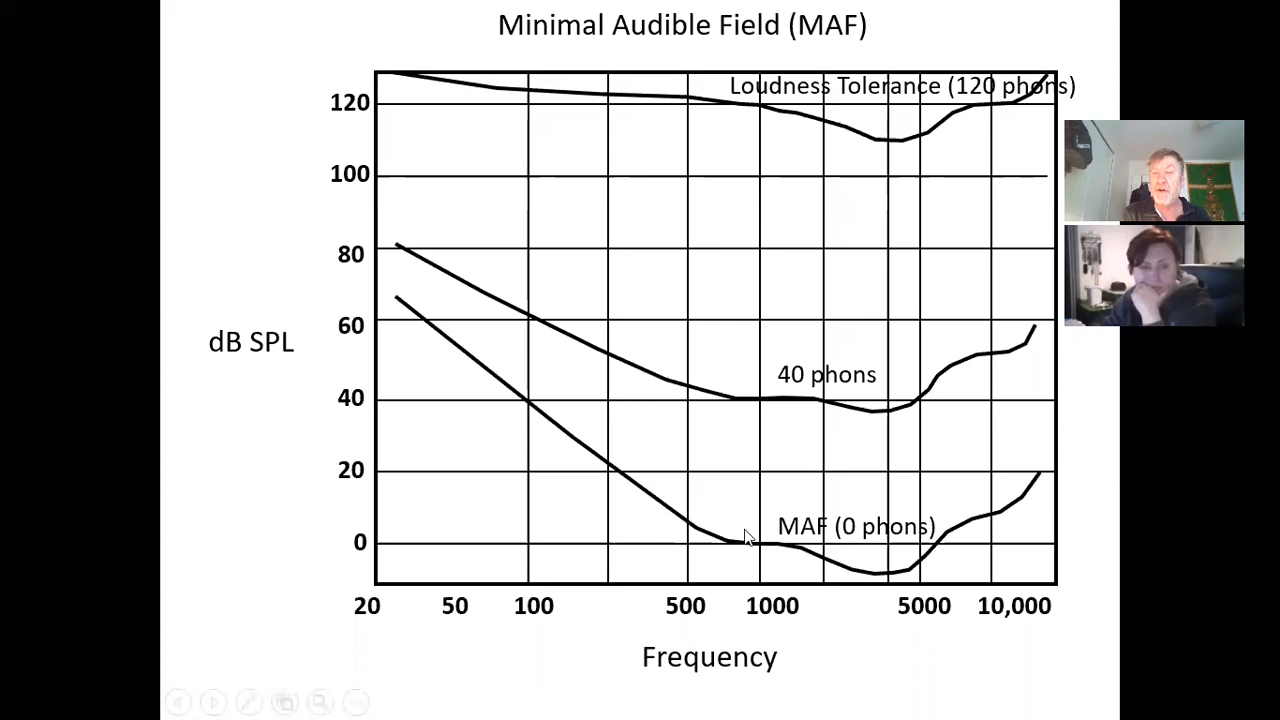 Minimal Audible Field (MAF)
Loudness Tolerance (120 phons)
120
100
80
60
dB SPL
40 phons
40
20
MAF (0 phons)
0
20 50 100 500 1000 5000 10,000
Frequency